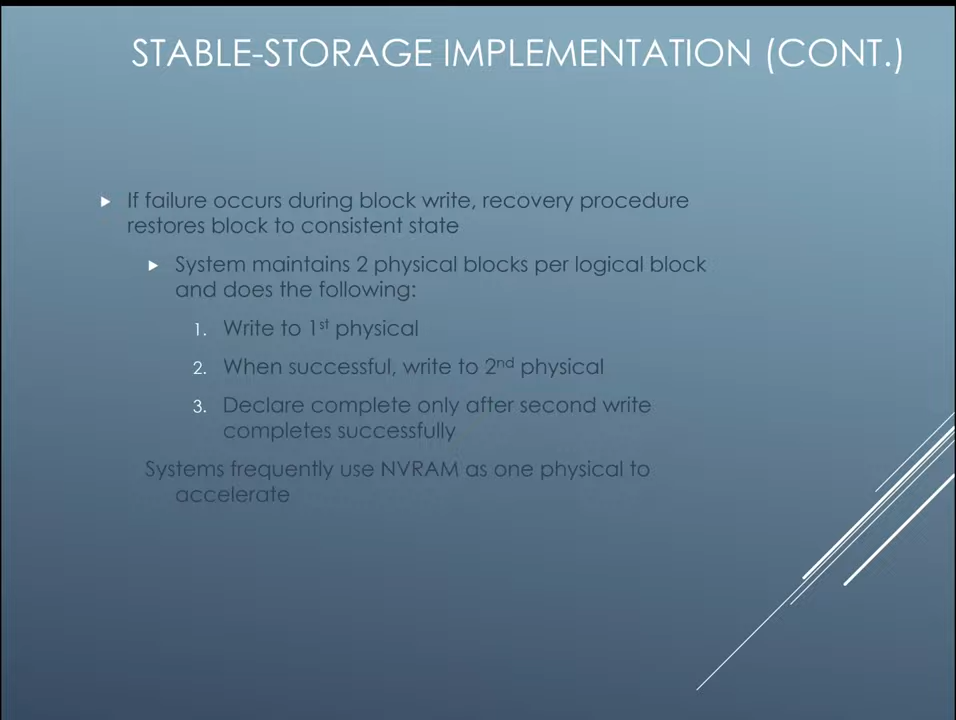 STABLE-STORAGE IMPLEMENTATION (CONT.)
If failure occurs during block write, recovery procedure
restores block to consistent state
System maintains 2 physical blocks per logical block
and does the following:
1. Write to 1st physical
2. When successful, write to 2nd physical
3. Declare complete only after second write
completes successfully
Systems frequently use NVRAM as one physical to
accelerate